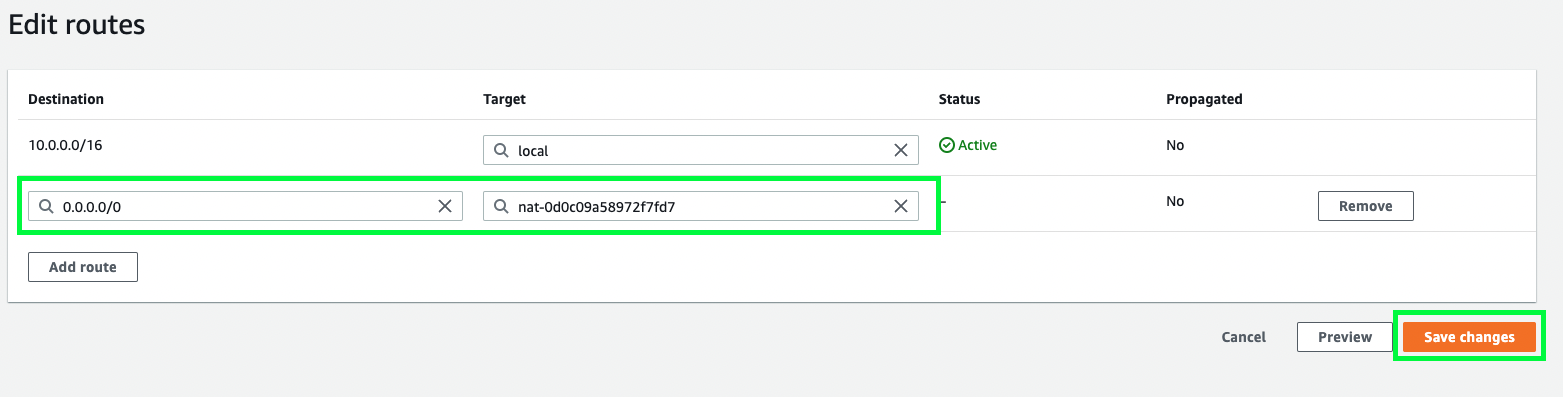 Edit routes
Destination Target Status Propagated
10.0.0.0/16 local Active No
0.0.0.0/0 nat-0d0c09a58972f7fd7 - No Remove
Add route
Cancel Preview Save changes